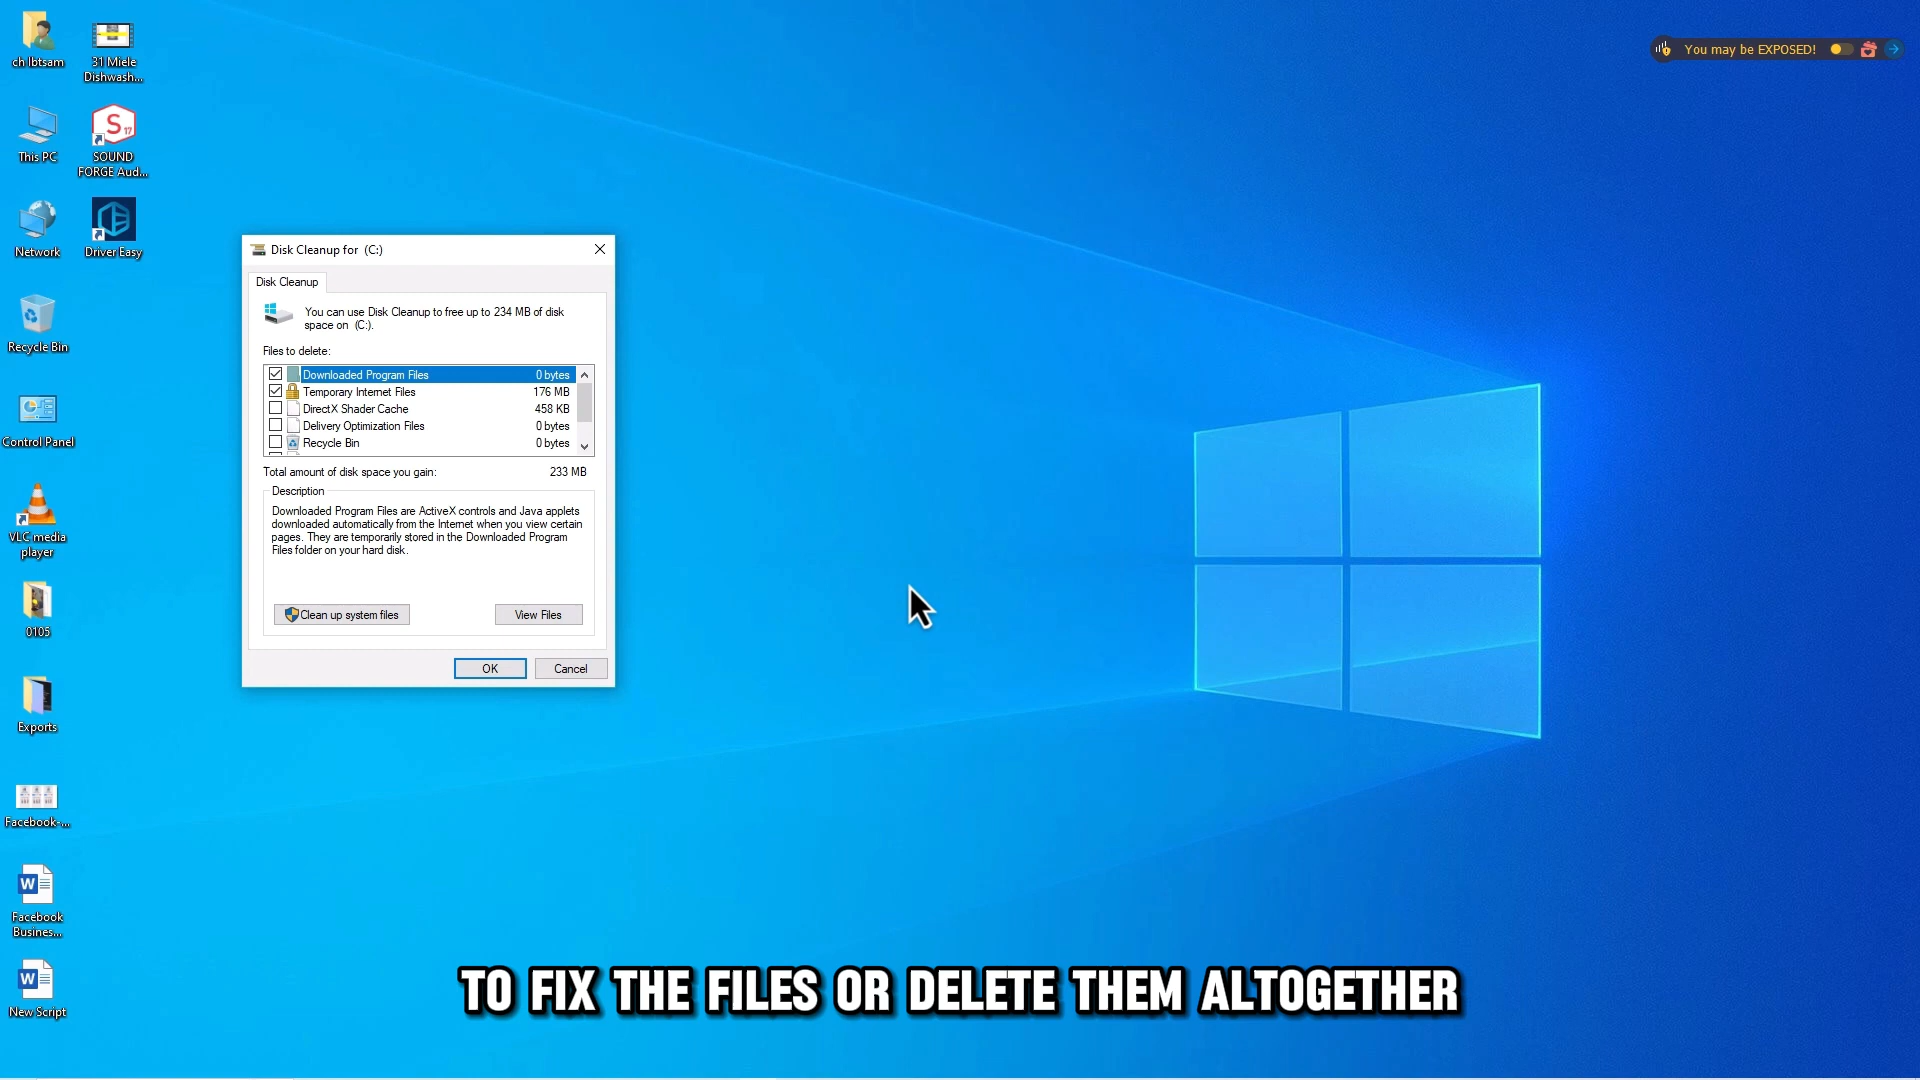 ch Ibtsam
31 Miele
Dishwash...
This PC
S 17
SOUND
FORGE Aud...
Network
Driver Easy
Recycle Bin
Control Panel
VLC media
player
0105
Exports
Facebook-...
W
Facebook
Busines...
W
New Script
You may be EXPOSED!
Disk Cleanup for (C:)
Disk Cleanup
You can use Disk Cleanup to free up to 234 MB of disk
space on (C:).
Files to delete:
Downloaded Program Files 0 bytes
Temporary Internet Files 176 MB
DirectX Shader Cache 458 KB
Delivery Optimization Files 0 bytes
Recycle Bin 0 bytes
Total amount of disk space you gain: 233 MB
Description
Downloaded Program Files are ActiveX controls and Java applets
downloaded automatically from the Internet when you view certain
pages. They are temporarily stored in the Downloaded Program
Files folder on your hard disk.
Clean up system files
View Files
OK
Cancel
TO FIX THE FILES OR DELETE THEM ALTOGETHER